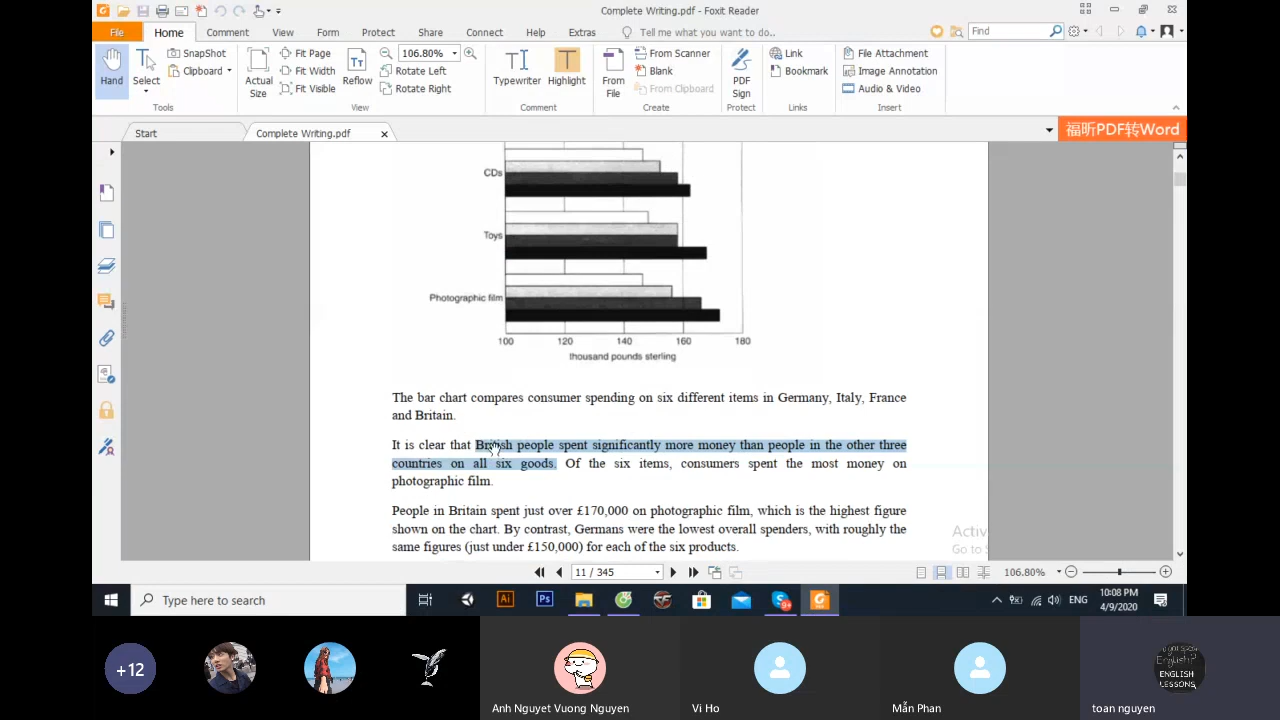 Complete Writing.pdf - Foxit Reader
File Home Comment View Form Protect Share Connect Help Extras Tell me what you want to do.. Find
Hand
Select
SnapShot
Clipboard
Actual Size
Fit Page
Fit Width
Fit Visible
Reflow
106.80%
Rotate Left
Rotate Right
Typewriter
Highlight
From File
From Scanner
Blank
From Clipboard
PDF Sign
Link
Bookmark
File Attachment
Image Annotation
Audio & Video
Tools View Comment Create Protect Links Insert
Start Complete Writing.pdf
福昕PDF转Word
CDs
Toys
Photographic film
100 120 140 160 180
thousand pounds sterling
The bar chart compares consumer spending on six different items in Germany, Italy, France
and Britain.
It is clear that British people spent significantly more money than people in the other three
countries on all six goods. Of the six items, consumers spent the most money on
photographic film.
People in Britain spent just over £170,000 on photographic film, which is the highest figure
shown on the chart. By contrast, Germans were the lowest overall spenders, with roughly the
same figures (just under £150,000) for each of the six products.
Activ
Go to S
11 / 345
106.80%
Type here to search
Ai
Ps
ENG
10:08 PM
4/9/2020
+12
Anh Nguyet Vuong Nguyen
Vi Ho
Mẫn Phan
English?
ENGLISH
LESSONS
toan nguyen